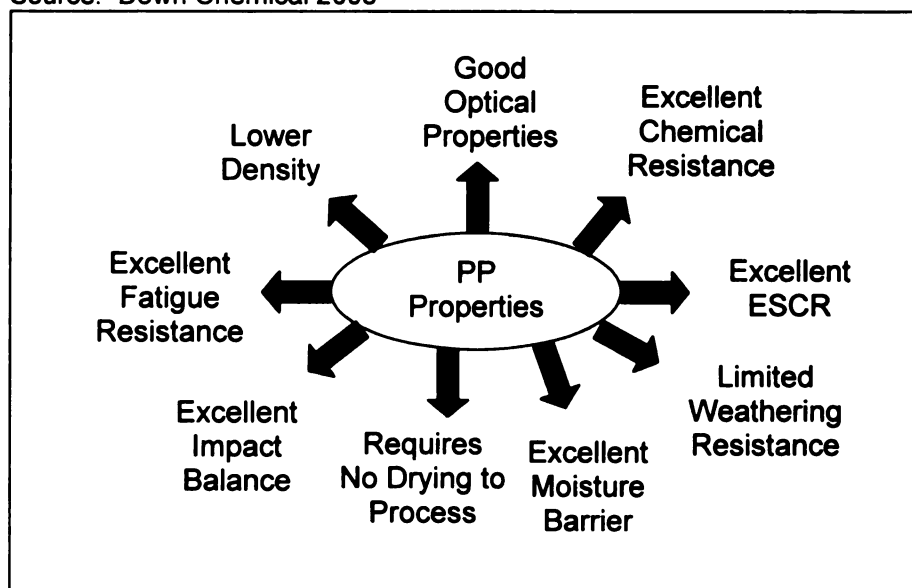 Good
Optical
Properties
Excellent
Chemical
Resistance
Lower
Density
PP
Properties
Excellent
Fatigue
Resistance
Excellent
ESCR
Limited
Weathering
Resistance
Excellent
Impact
Balance
Requires
No Drying to
Process
Excellent
Moisture
Barrier